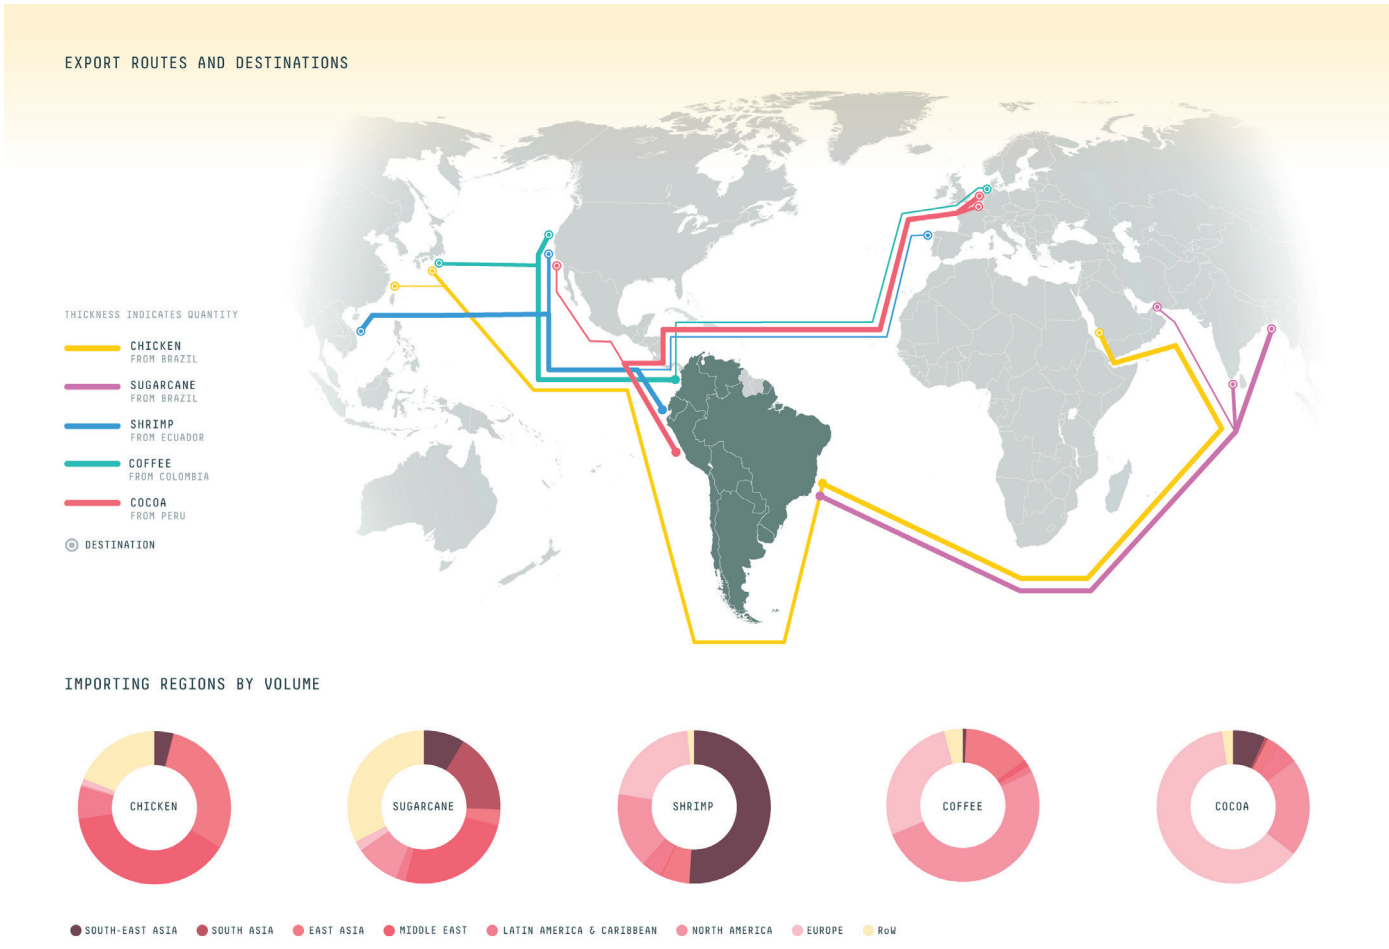 EXPORT ROUTES AND DESTINATIONS
THICKNESS INDICATES QUANTITY
CHICKEN
FROM BRAZIL
SUGARCANE
FROM BRAZIL
SHRIMP
FROM ECUADOR
COFFEE
FROM COLOMBIA
COCOA
FROM PERU
DESTINATION
IMPORTING REGIONS BY VOLUME
CHICKEN
SUGARCANE
SHRIMP
COFFEE
COCOA
SOUTH-EAST ASIA SOUTH ASIA EAST ASIA MIDDLE EAST LATIN AMERICA & CARIBBEAN NORTH AMERICA EUROPE RoW